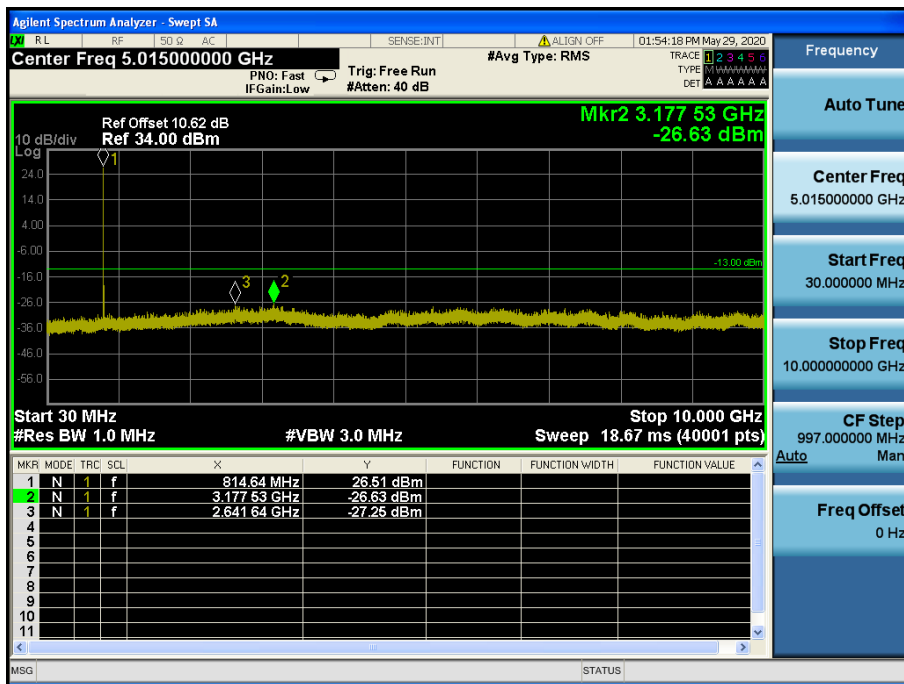 Agilent Spectrum Analyzer - Swept SA
LXI RL RF 50 Ω AC SENSE:INT ALIGN OFF 01:54:18 PM May 29, 2020
Center Freq 5.015000000 GHz #Avg Type: RMS TRACE 1 2 3 4 5 6
PNO: Fast Trig: Free Run TYPE M WWWWW
IFGain:Low #Atten: 40 dB DET A A A A A A
Frequency
Auto Tune
Center Freq
5.015000000 GHz
Start Freq
30.000000 MHz
Stop Freq
10.000000000 GHz
CF Step
997.000000 MHz
Auto Man
Freq Offset
0 Hz
Mkr2 3.177 53 GHz
-26.63 dBm
Ref Offset 10.62 dB
10 dB/div Ref 34.00 dBm
Log
1
24.0
14.0
4.00
-6.00
-13.00 dBm
-16.0
3 2
-26.0
-36.0
-46.0
-56.0
Start 30 MHz Stop 10.000 GHz
#Res BW 1.0 MHz #VBW 3.0 MHz Sweep 18.67 ms (40001 pts)
MKR MODE TRC SCL X Y FUNCTION FUNCTION WIDTH FUNCTION VALUE
1 N 1 f 814.64 MHz 26.51 dBm
2 N 1 f 3.177 53 GHz -26.63 dBm
3 N 1 f 2.641 64 GHz -27.25 dBm
4
5
6
7
8
9
10
11
MSG STATUS